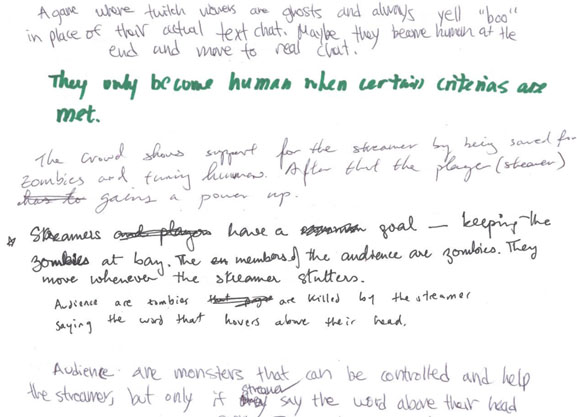 A game where twitch viewers are ghosts and always yell "boo"
in place of their actual text chat. Maybe they become human at the
end and move to real chat.
They only become human when certain criterias are
met.
The crowd shows support for the streamer by being saved for
zombies and turning human. After that the player (steamer)
has to gains a power up.
* Streamers and players have a common goal — keeping the
zombies at bay. The members of the audience are zombies. They
move whenever the streamer stutters.
Audience are zombies are killed by the streamer
saying the word that hovers above their head.
Audience are monsters that can be controlled and help
the streamer, but only if they streamer say the word above their head